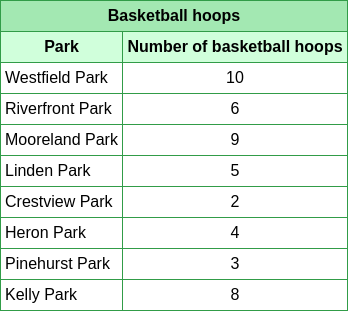 Basketball hoops
Park Number of basketball hoops
Westfield Park 10
Riverfront Park 6
Mooreland Park 9
Linden Park 5
Crestview Park 2
Heron Park 4
Pinehurst Park 3
Kelly Park 8